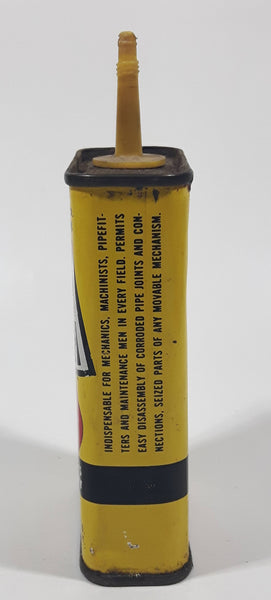 INDISPENSABLE FOR MECHANICS, MACHINISTS, PIPEFIT-
TERS AND MAINTENANCE MEN IN EVERY FIELD. PERMITS
EASY DISASSEMBLY OF CORRODED PIPE JOINTS AND CON-
NECTIONS, SEIZED PARTS OF ANY MOVABLE MECHANISM.